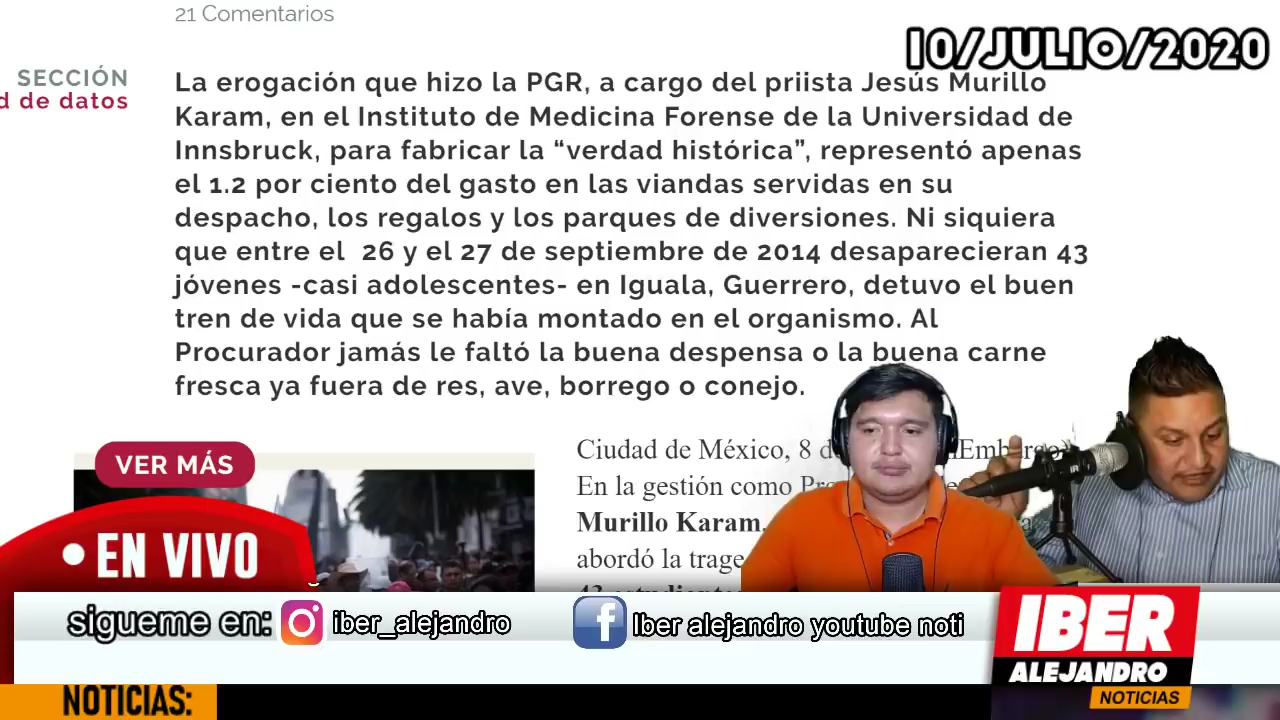 21 Comentarios
10/JULIO/2020
SECCIÓN
d de datos
La erogación que hizo la PGR, a cargo del priista Jesús Murillo
Karam, en el Instituto de Medicina Forense de la Universidad de
Innsbruck, para fabricar la “verdad histórica”, representó apenas
el 1.2 por ciento del gasto en las viandas servidas en su
despacho, los regalos y los parques de diversiones. Ni siquiera
que entre el 26 y el 27 de septiembre de 2014 desaparecieran 43
jóvenes -casi adolescentes- en Iguala, Guerrero, detuvo el buen
tren de vida que se había montado en el organismo. Al
Procurador jamás le faltó la buena despensa o la buena carne
fresca ya fuera de res, ave, borrego o conejo.
VER MÁS
Ciudad de México, 8 d
En la gestión como
Murillo Karam.
abordó la trage
EN VIVO
sigueme en: iber_alejandro
Iber alejandro youtube noti
IBER
ALEJANDRO
NOTICIAS
NOTICIAS: